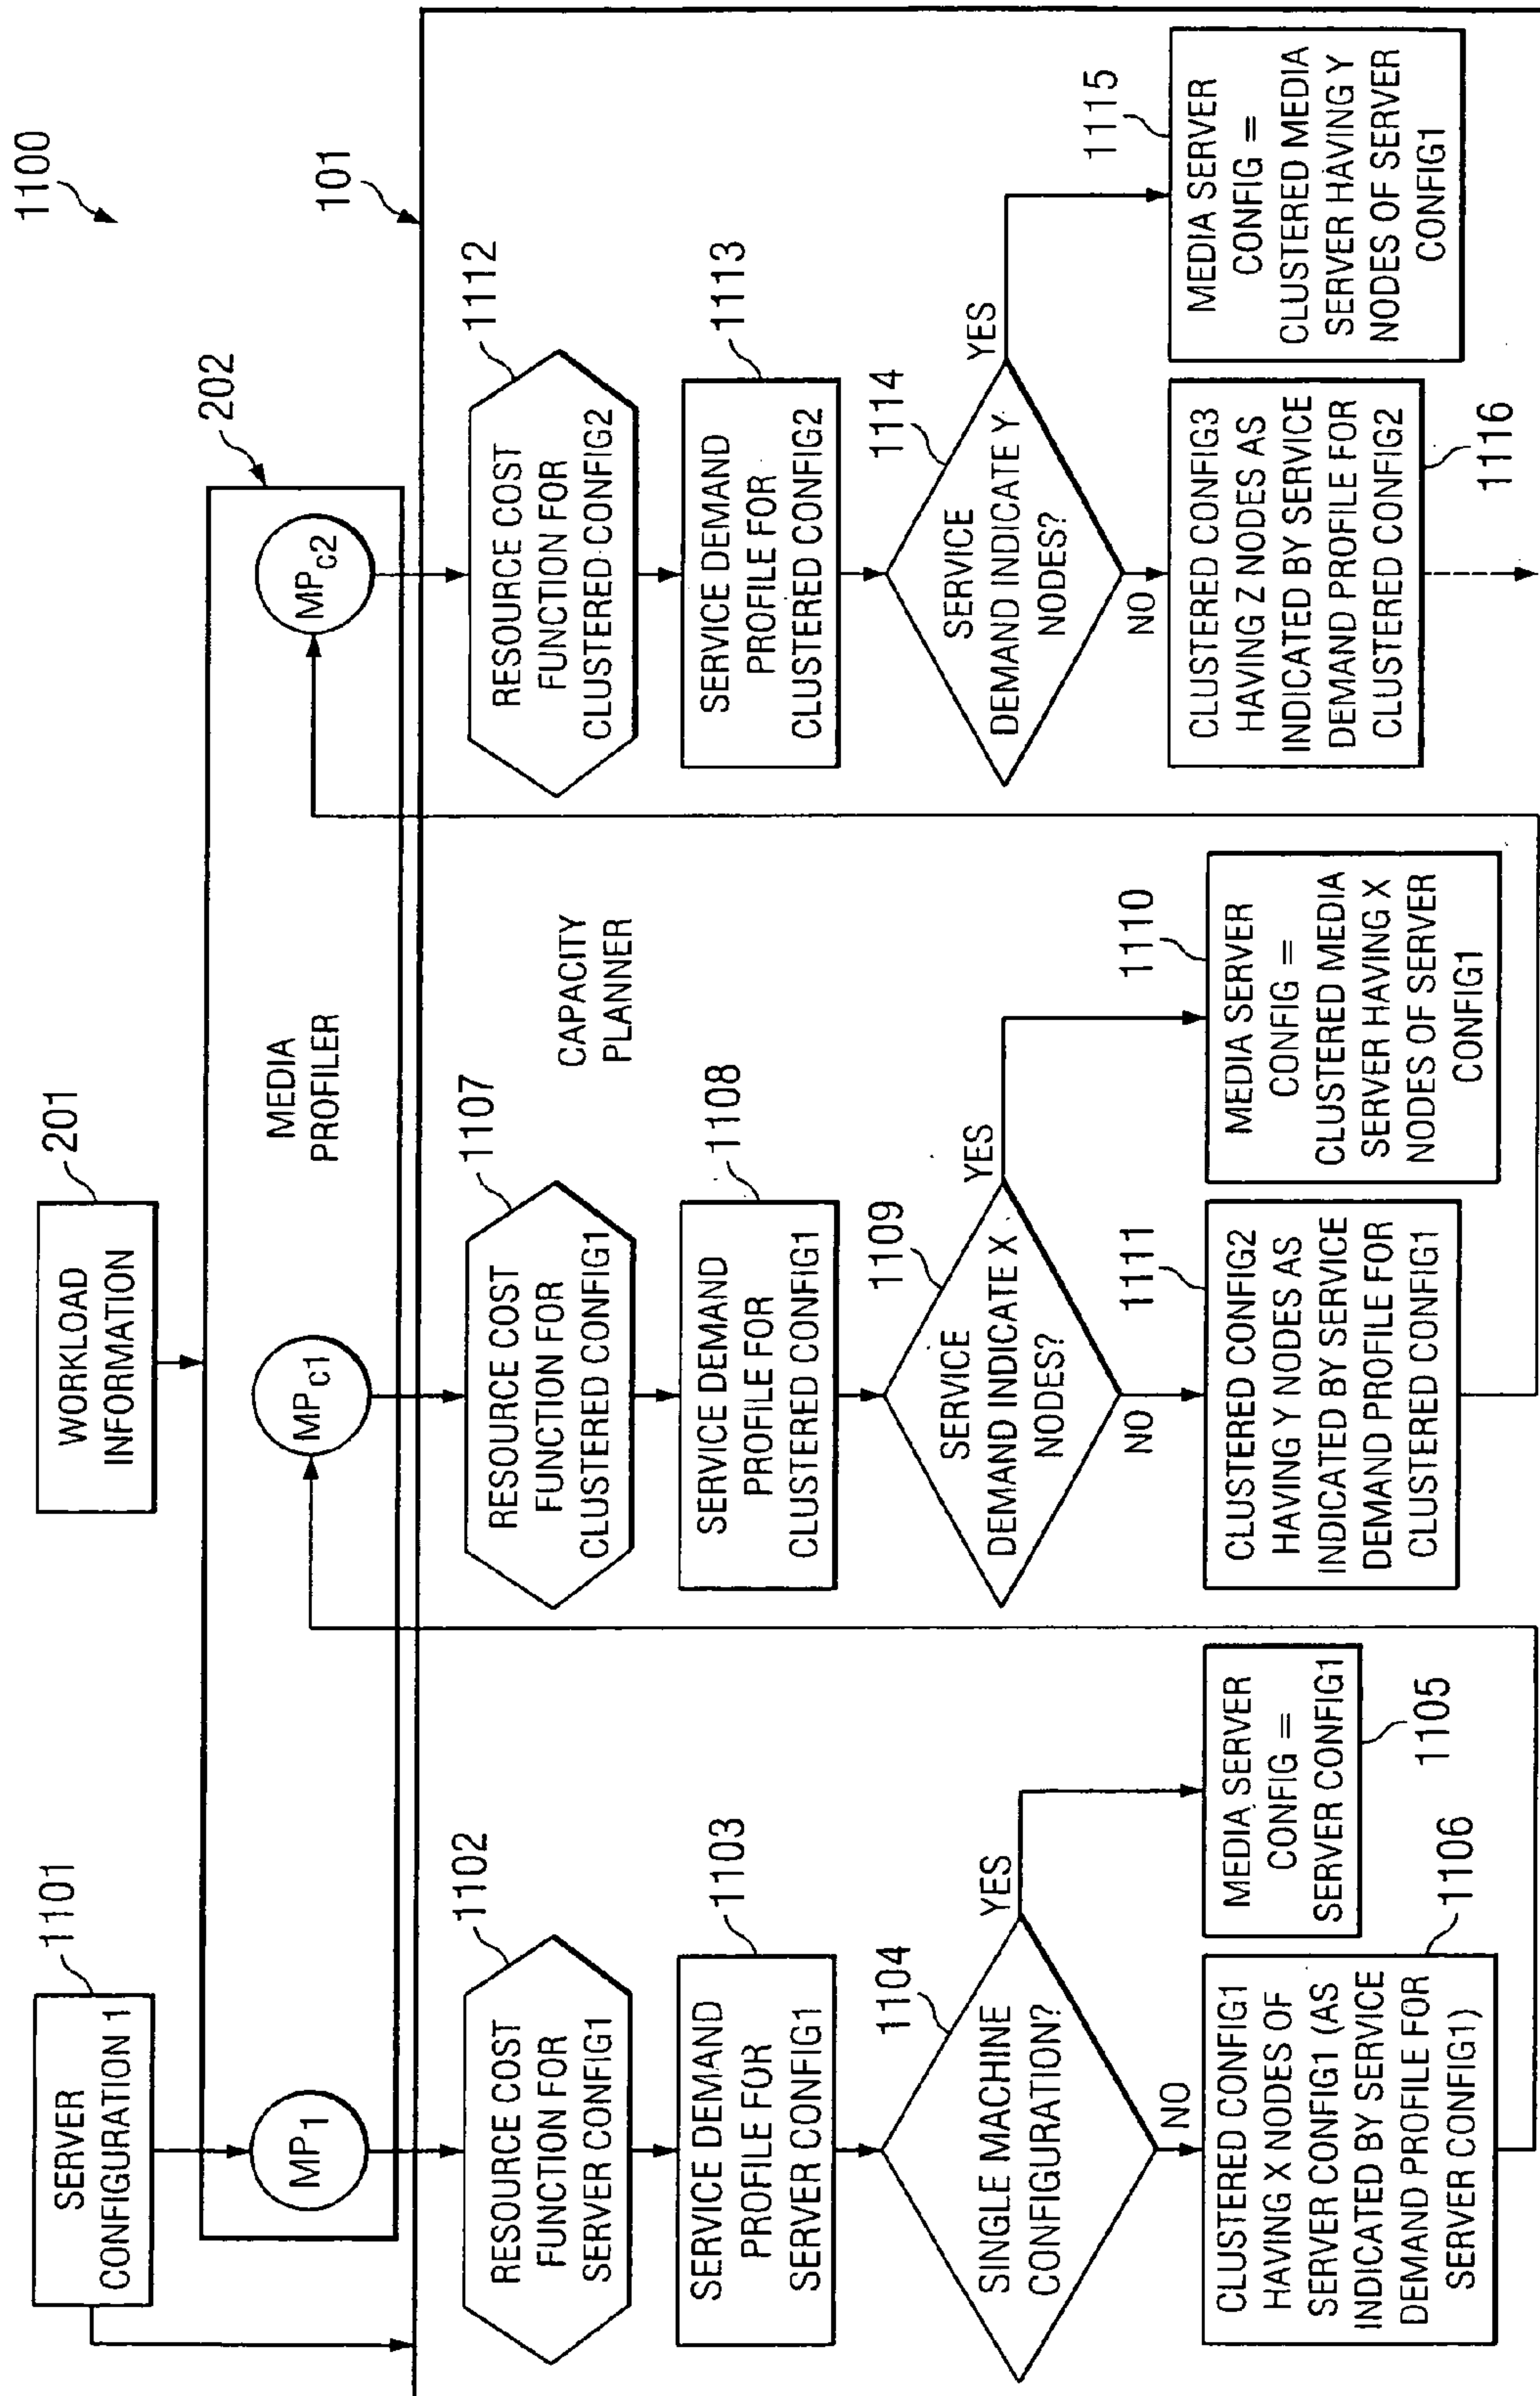 1100
SERVER
CONFIGURATION 1
1101
WORKLOAD
INFORMATION
201
MP1
MPc1
MEDIA
PROFILER
MPc2
202
101
RESOURCE COST
FUNCTION FOR
SERVER CONFIG1
1102
SERVICE DEMAND
PROFILE FOR
SERVER CONFIG1
1103
SINGLE MACHINE
CONFIGURATION?
1104
YES
NO
MEDIA SERVER
CONFIG =
SERVER CONFIG1
1105
CLUSTERED CONFIG1
HAVING X NODES OF
SERVER CONFIG1 (AS
INDICATED BY SERVICE
DEMAND PROFILE FOR
SERVER CONFIG1)
1106
RESOURCE COST
FUNCTION FOR
CLUSTERED CONFIG1
1107
CAPACITY
PLANNER
SERVICE DEMAND
PROFILE FOR
CLUSTERED CONFIG1
1108
SERVICE
DEMAND INDICATE X
NODES?
1109
YES
NO
MEDIA SERVER
CONFIG =
CLUSTERED MEDIA
SERVER HAVING X
NODES OF SERVER
CONFIG1
1110
CLUSTERED CONFIG2
HAVING Y NODES AS
INDICATED BY SERVICE
DEMAND PROFILE FOR
CLUSTERED CONFIG1
1111
RESOURCE COST
FUNCTION FOR
CLUSTERED CONFIG2
1112
SERVICE DEMAND
PROFILE FOR
CLUSTERED CONFIG2
1113
SERVICE
DEMAND INDICATE Y
NODES?
1114
YES
NO
MEDIA SERVER
CONFIG =
CLUSTERED MEDIA
SERVER HAVING Y
NODES OF SERVER
CONFIG1
1115
CLUSTERED CONFIG3
HAVING Z NODES AS
INDICATED BY SERVICE
DEMAND PROFILE FOR
CLUSTERED CONFIG2
1116